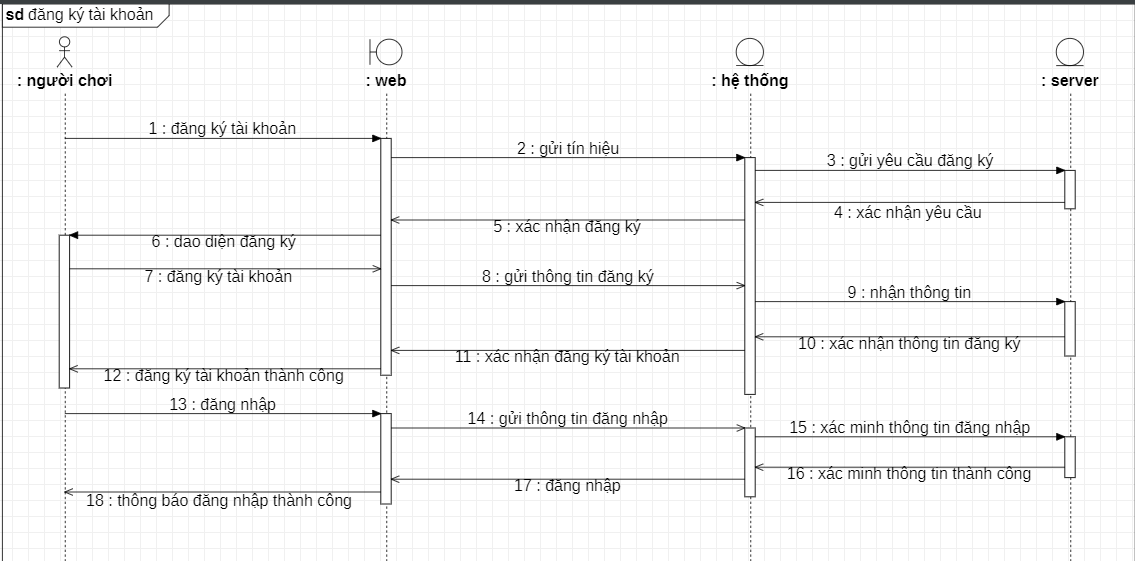 sd đăng ký tài khoản
: người chơi
: web
: hệ thống
: server
1 : đăng ký tài khoản
2 : gửi tín hiệu
3 : gửi yêu cầu đăng ký
4 : xác nhận yêu cầu
5 : xác nhận đăng ký
6 : dao diện đăng ký
7 : đăng ký tài khoản
8 : gửi thông tin đăng ký
9 : nhận thông tin
10 : xác nhận thông tin đăng ký
11 : xác nhận đăng ký tài khoản
12 : đăng ký tài khoản thành công
13 : đăng nhập
14 : gửi thông tin đăng nhập
15 : xác minh thông tin đăng nhập
16 : xác minh thông tin thành công
17 : đăng nhập
18 : thông báo đăng nhập thành công